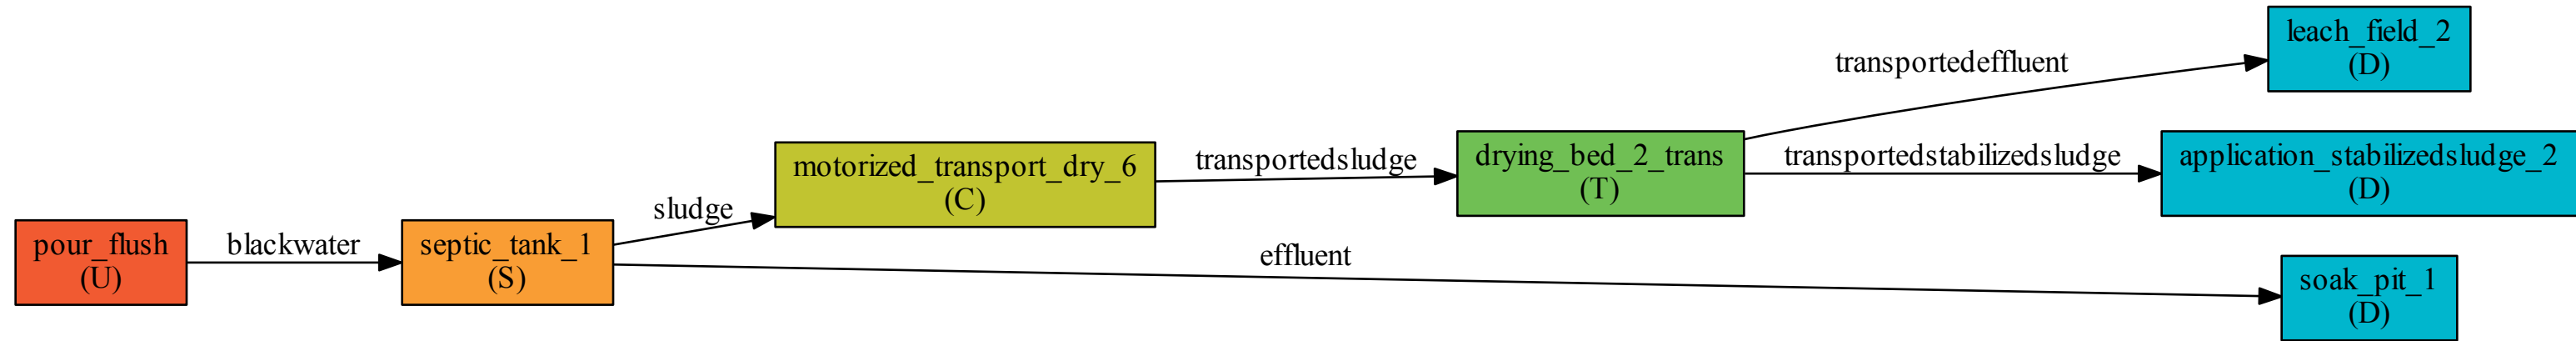 pour_flush
(U)
blackwater
septic_tank_1
(S)
sludge
motorized_transport_dry_6
(C)
transportedsludge
drying_bed_2_trans
(T)
transportedeffluent
leach_field_2
(D)
transportedstabilizedsludge
application_stabilizedsludge_2
(D)
effluent
soak_pit_1
(D)